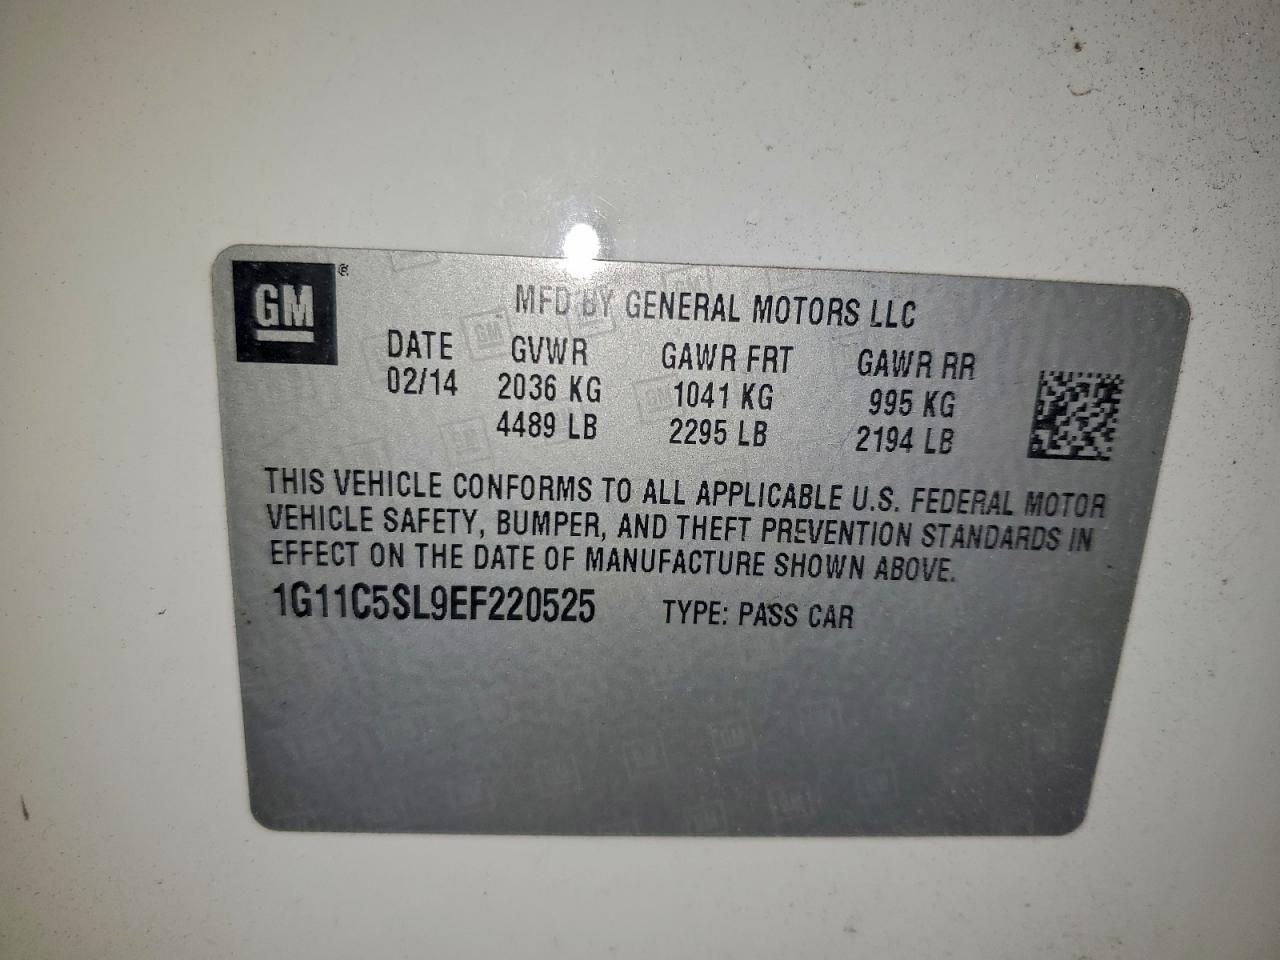 GM
MFD BY GENERAL MOTORS LLC
DATE GVWR GAWR FRT GAWR RR
02/14 2036 KG 1041 KG 995 KG
4489 LB 2295 LB 2194 LB
THIS VEHICLE CONFORMS TO ALL APPLICABLE U.S. FEDERAL MOTOR
VEHICLE SAFETY, BUMPER, AND THEFT PREVENTION STANDARDS IN
EFFECT ON THE DATE OF MANUFACTURE SHOWN ABOVE.
1G11C5SL9EF220525 TYPE: PASS CAR